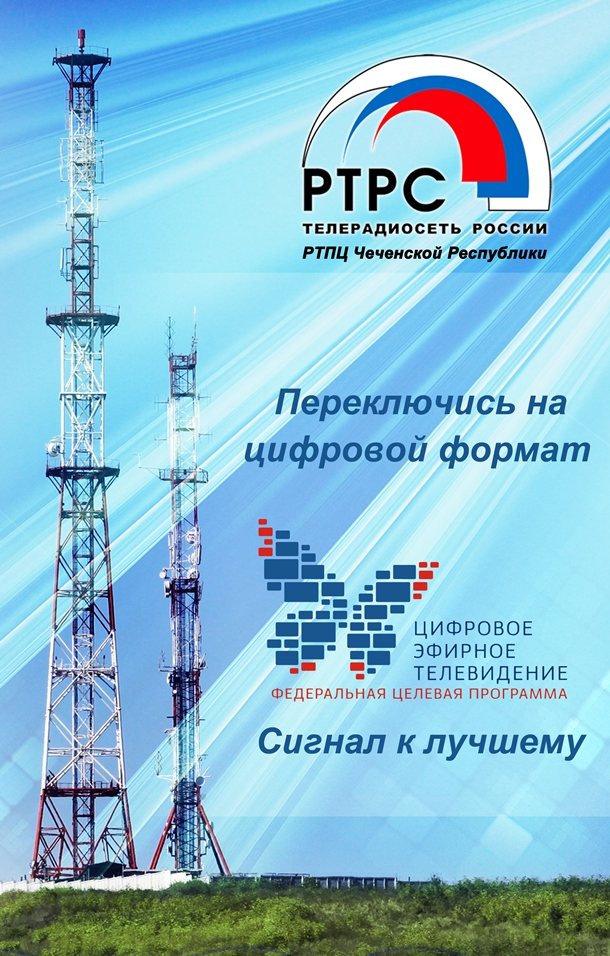 РТРС
ТЕЛЕРАДИОСЕТЬ РОССИИ
РТПЦ Чеченской Республики
Переключись на
цифровой формат
ЦИФРОВОЕ
ЭФИРНОЕ
ТЕЛЕВИДЕНИЕ
ФЕДЕРАЛЬНАЯ ЦЕЛЕВАЯ ПРОГРАММА
Сигнал к лучшему